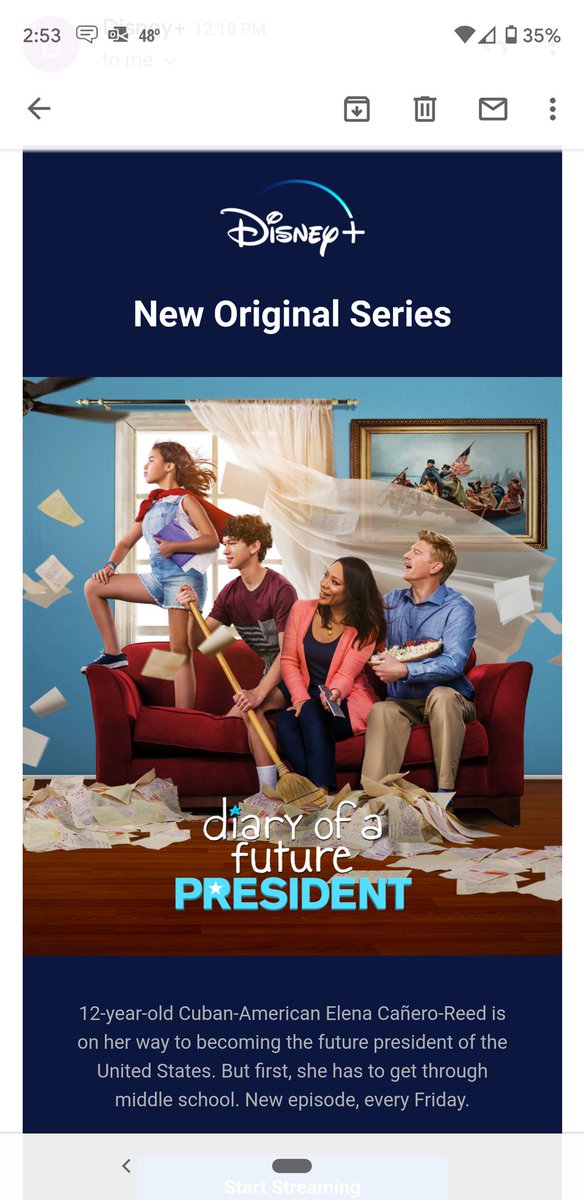 Disney+ 12:18 PM
2:53 48° 35%
to me
Disney+
New Original Series
diary of a
future
PRESIDENT
12-year-old Cuban-American Elena Cañero-Reed is
on her way to becoming the future president of the
United States. But first, she has to get through
middle school. New episode, every Friday.
Start Streaming